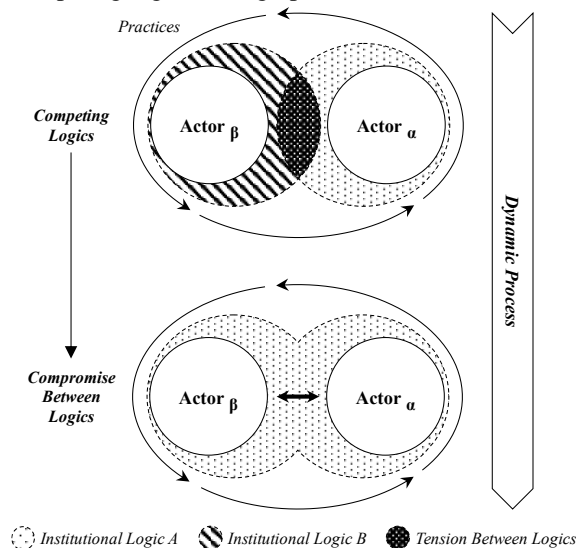 Practices
Competing
Logics
Actor β
Actor α
Dynamic Process
Compromise
Between
Logics
Actor β
Actor α
Institutional Logic A
Institutional Logic B
Tension Between Logics